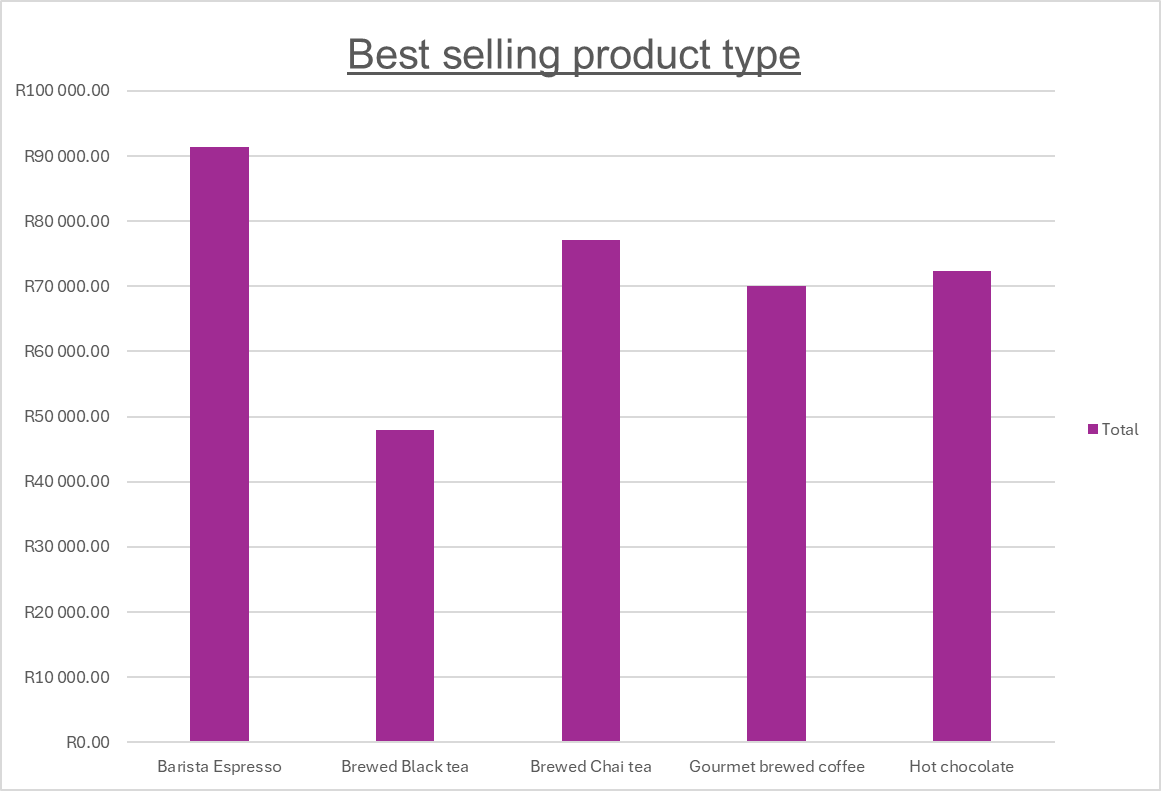 Best selling product type
R100 000.00
R90 000.00
R80 000.00
R70 000.00
R60 000.00
R50 000.00
R40 000.00
R30 000.00
R20 000.00
R10 000.00
R0.00
Barista Espresso
Brewed Black tea
Brewed Chai tea
Gourmet brewed coffee
Hot chocolate
Total